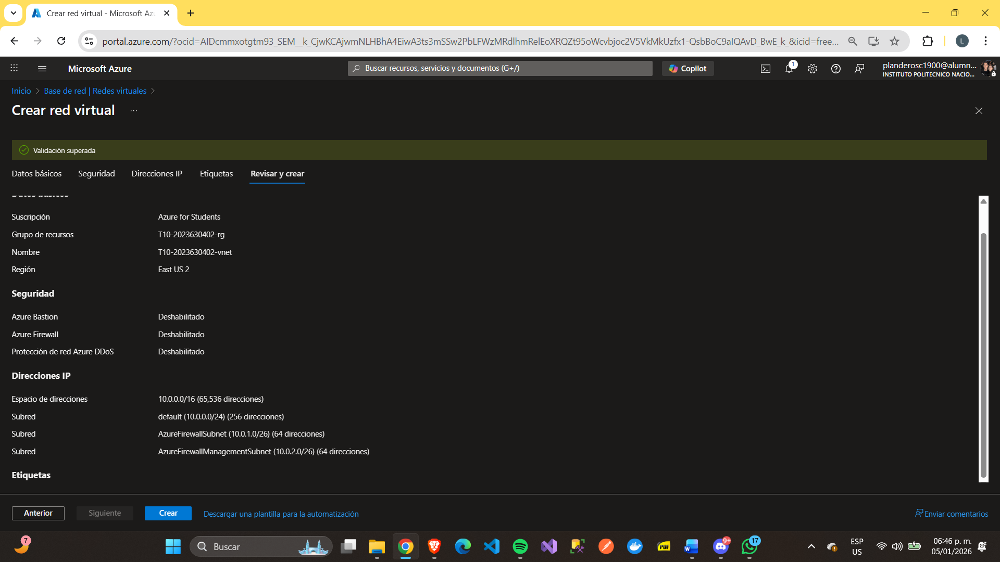 Crear red virtual - Microsoft Az
portal.azure.com/?ocid=AIDcmmxotgtm93_SEM__k_CjwKCAjwmNLHBhA4EiwA3ts3mSSw2PbLFWzMRdlhmRelEoXRQZt95oWcvbjoc2V5VkMkUzfx1-QsbBoC9aIQAvD_BwE_k_&icid=free...
L
Microsoft Azure
Buscar recursos, servicios y documentos (G+/)
Copilot
1
planderosc1900@alumn...
INSTITUTO POLITECNICO NACIO...
Inicio > Base de red | Redes virtuales >
Crear red virtual ...
Validación superada
Datos básicos
Seguridad
Direcciones IP
Etiquetas
Revisar y crear
Datos básicos
Suscripción Azure for Students
Grupo de recursos T10-2023630402-rg
Nombre T10-2023630402-vnet
Región East US 2
Seguridad
Azure Bastion Deshabilitado
Azure Firewall Deshabilitado
Protección de red Azure DDoS Deshabilitado
Direcciones IP
Espacio de direcciones 10.0.0.0/16 (65,536 direcciones)
Subred default (10.0.0.0/24) (256 direcciones)
Subred AzureFirewallSubnet (10.0.1.0/26) (64 direcciones)
Subred AzureFirewallManagementSubnet (10.0.2.0/26) (64 direcciones)
Etiquetas
Anterior
Siguiente
Crear
Descargar una plantilla para la automatización
Enviar comentarios
7
Buscar
PDF
W
9+
17
ESP
US
06:46 p. m.
05/01/2026